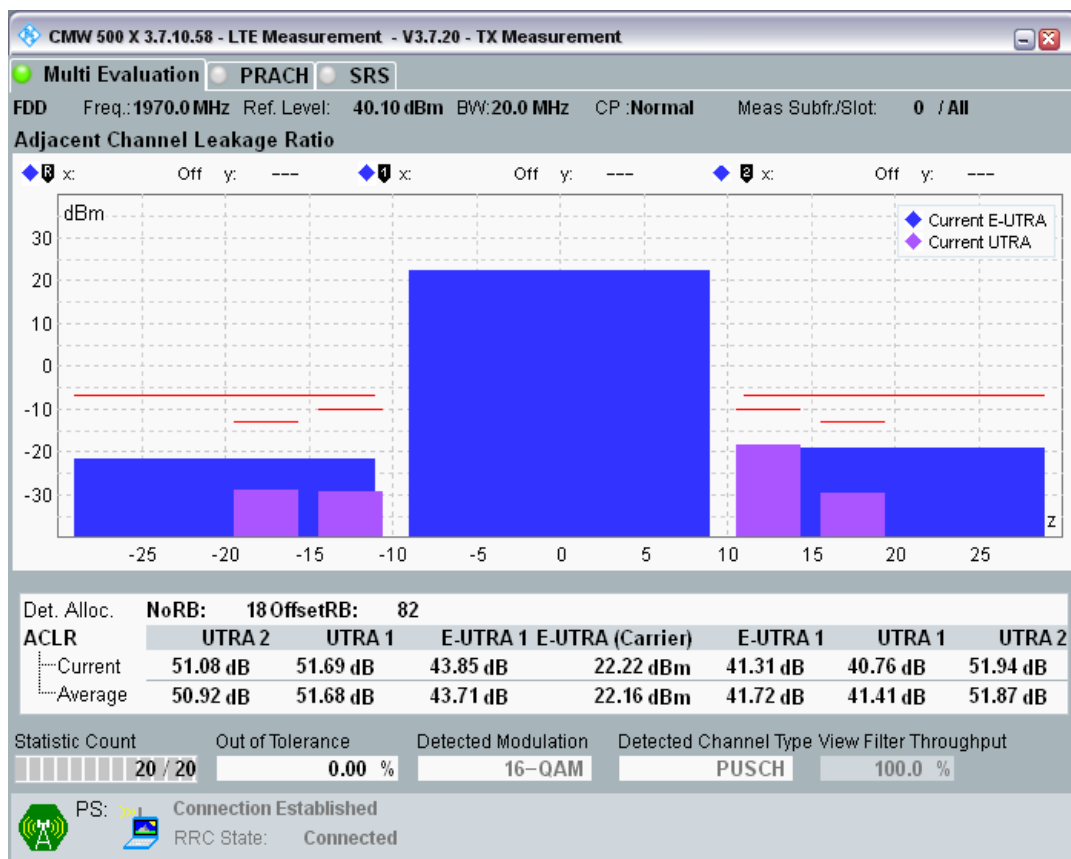 CMW 500 X 3.7.10.58 - LTE Measurement - V3.7.20 - TX Measurement
Multi Evaluation PRACH SRS
FDD Freq.: 1970.0 MHz Ref. Level: 40.10 dBm BW: 20.0 MHz CP :Normal Meas Subfr./Slot: 0 / All
Adjacent Channel Leakage Ratio
R x: Off y: --- 1 x: Off y: --- 2 x: Off y: ---
dBm
Current E-UTRA
Current UTRA
30
20
10
0
-10
-20
-30
z
-25 -20 -15 -10 -5 0 5 10 15 20 25
Det. Alloc. NoRB: 18 OffsetRB: 82
ACLR UTRA 2 UTRA 1 E-UTRA 1 E-UTRA (Carrier) E-UTRA 1 UTRA 1 UTRA 2
Current 51.08 dB 51.69 dB 43.85 dB 22.22 dBm 41.31 dB 40.76 dB 51.94 dB
Average 50.92 dB 51.68 dB 43.71 dB 22.16 dBm 41.72 dB 41.41 dB 51.87 dB
Statistic Count Out of Tolerance Detected Modulation Detected Channel Type View Filter Throughput
20 / 20 0.00 % 16-QAM PUSCH 100.0 %
PS: Connection Established
RRC State: Connected